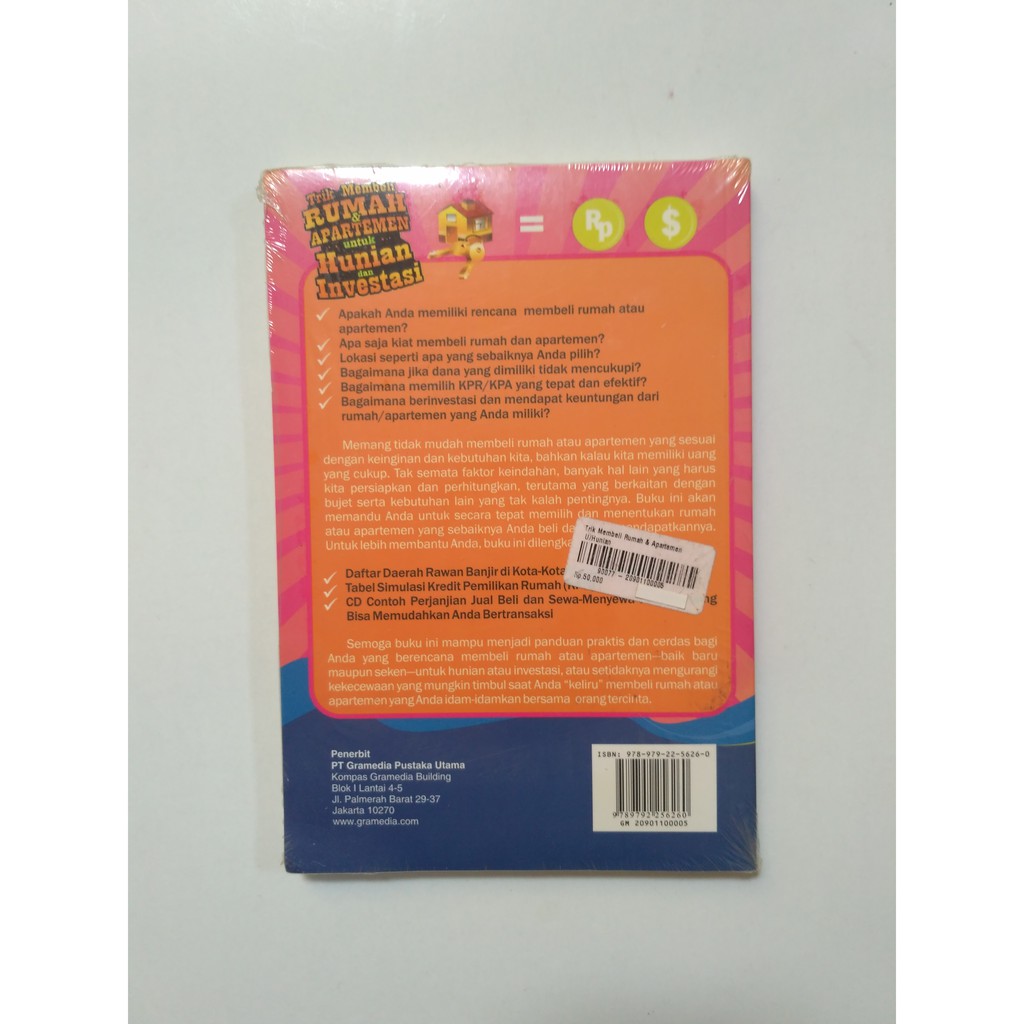 Trik Membeli
RUMAH
&
APARTEMEN
untuk
Hunian
dan
Investasi
= Rp $
Apakah Anda memiliki rencana membeli rumah atau
apartemen?
Apa saja kiat membeli rumah dan apartemen?
Lokasi seperti apa yang sebaiknya Anda pilih?
Bagaimana jika dana yang dimiliki tidak mencukupi?
Bagaimana memilih KPR/KPA yang tepat dan efektif?
Bagaimana berinvestasi dan mendapat keuntungan dari
rumah/apartemen yang Anda miliki?
Memang tidak mudah membeli rumah atau apartemen yang sesuai
dengan keinginan dan kebutuhan kita, bahkan kalau kita memiliki uang
yang cukup. Tak semata faktor keindahan, banyak hal lain yang harus
kita persiapkan dan perhitungkan, terutama yang berkaitan dengan
bujet serta kebutuhan lain yang tak kalah pentingnya. Buku ini akan
memandu Anda untuk secara tepat memilih dan menentukan rumah
atau apartemen yang sebaiknya Anda beli
Untuk lebih membantu Anda, buku ini
Trik Membeli Rumah & Apartemen
U/Hunian
93077 - 20901100005
Rp.50,000
Daftar Daerah Rawan Banjir di Kota-Kota
Tabel Simulasi Kredit Pemilikan Rumah
CD Contoh Perjanjian Jual Beli dan
Bisa Memudahkan Anda Bertransaksi
Semoga buku ini mampu menjadi panduan praktis dan cerdas bagi
Anda yang berencana membeli rumah atau apartemen—baik baru
maupun seken—untuk hunian atau investasi, atau setidaknya mengurangi
kekecewaan yang mungkin timbul saat Anda "keliru" membeli rumah atau
apartemen yang Anda idam-idamkan bersama orang tercinta.
Penerbit
PT Gramedia Pustaka Utama
Kompas Gramedia Building
Blok I Lantai 4-5
Jl. Palmerah Barat 29-37
Jakarta 10270
www.gramedia.com
ISBN: 978-979-22-5626-0
9 789792 256260
GM 20901100005